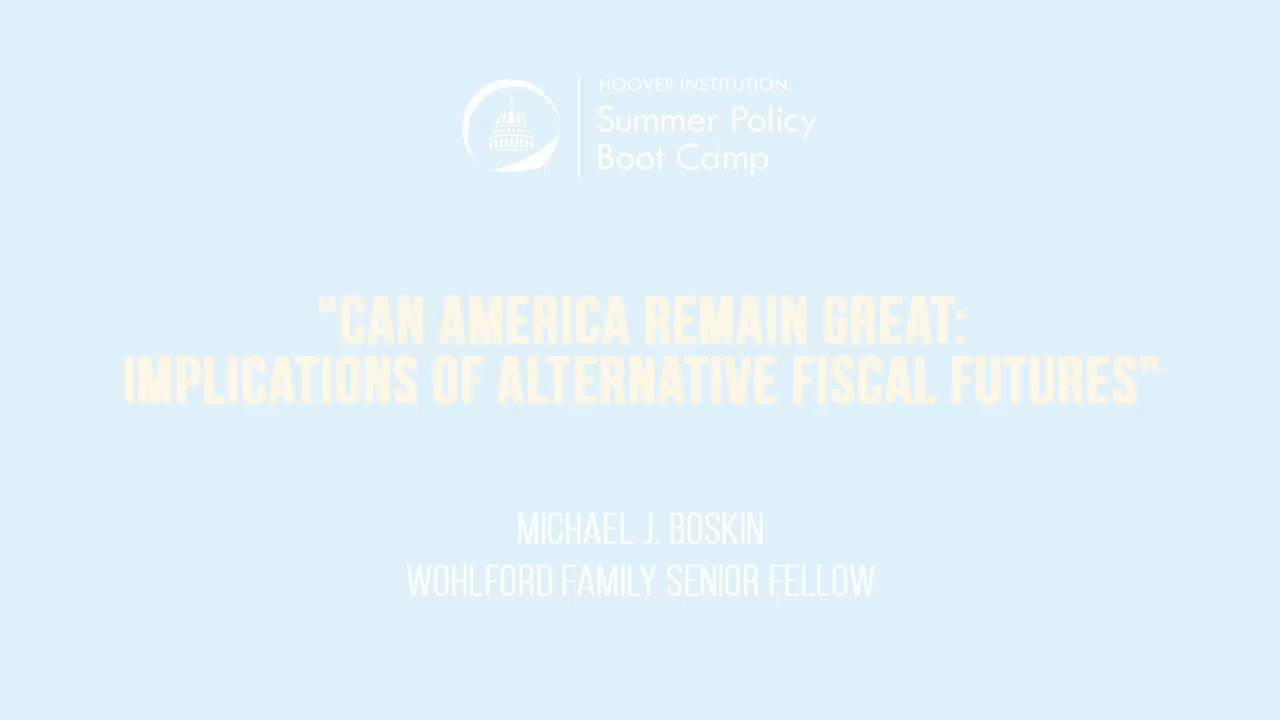 HOOVER INSTITUTION
Summer Policy
Boot Camp
“CAN AMERICA REMAIN GREAT:
IMPLICATIONS OF ALTERNATIVE FISCAL FUTURES”
MICHAEL J. BOSKIN
WOHLFORD FAMILY SENIOR FELLOW